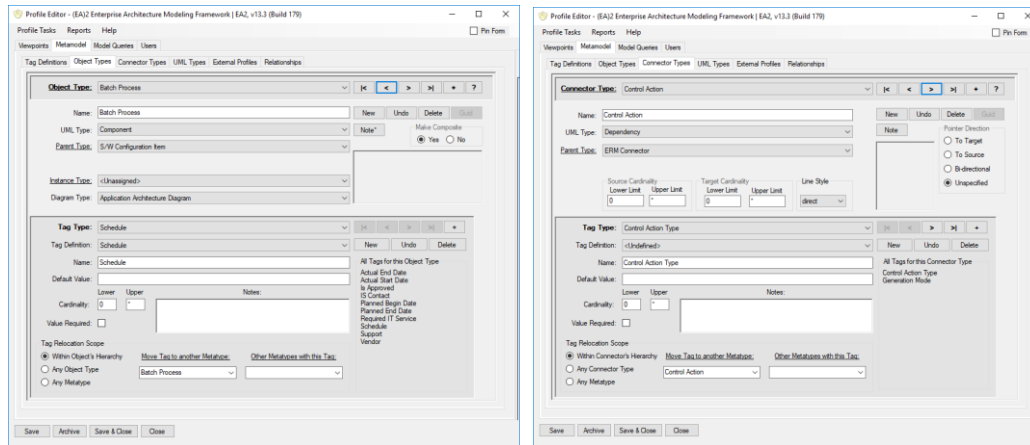 Profile Editor - (EA)2 Enterprise Architecture Modeling Framework | EA2, v13.3 (Build 179)
Profile Tasks Reports Help
Pin Form
Viewpoints Metamodel Model Queries Users
Tag Definitions Object Types Connector Types UML Types External Profiles Relationships
Object Type: Batch Process |< < > >| + ?
Name: Batch Process New Undo Delete Guid
UML Type: Component Note* Make Composite
Parent Type: S/W Configuration Item Yes No
Instance Type: <Unassigned>
Diagram Type: Application Architecture Diagram
Tag Type: Schedule |< < > >| +
Tag Definition: Schedule New Undo Delete
Name: Schedule All Tags for this Object Type
Default Value:
Actual End Date
Actual Start Date
Is Approved
IS Contact
Planned Begin Date
Planned End Date
Required IT Service
Schedule
Support
Vendor
Lower Upper Notes:
Cardinality: 0 *
Value Required:
Tag Relocation Scope
Within Object's Hierarchy Move Tag to another Metatype: Other Metatypes with this Tag:
Any Object Type Batch Process
Any Metatype
Save Archive Save & Close Close
Profile Editor - (EA)2 Enterprise Architecture Modeling Framework | EA2, v13.3 (Build 179)
Profile Tasks Reports Help
Pin Form
Viewpoints Metamodel Model Queries Users
Tag Definitions Object Types Connector Types UML Types External Profiles Relationships
Connector Type: Control Action |< < > >| + ?
Name: Control Action New Undo Delete Guid
UML Type: Dependency Note Pointer Direction
Parent Type: ERM Connector
To Target
To Source
Bi-directional
Unspecified
Source Cardinality Target Cardinality Line Style
Lower Limit Upper Limit Lower Limit Upper Limit
0 * 0 * direct
Tag Type: Control Action Type |< < > >| +
Tag Definition: <Undefined> New Undo Delete
Name: Control Action Type All Tags for this Connector Type
Default Value:
Control Action Type
Generation Mode
Lower Upper Notes:
Cardinality: 0 *
Value Required:
Tag Relocation Scope
Within Connector's Hierarchy Move Tag to another Metatype: Other Metatypes with this Tag:
Any Connector Type Control Action
Any Metatype
Save Archive Save & Close Close